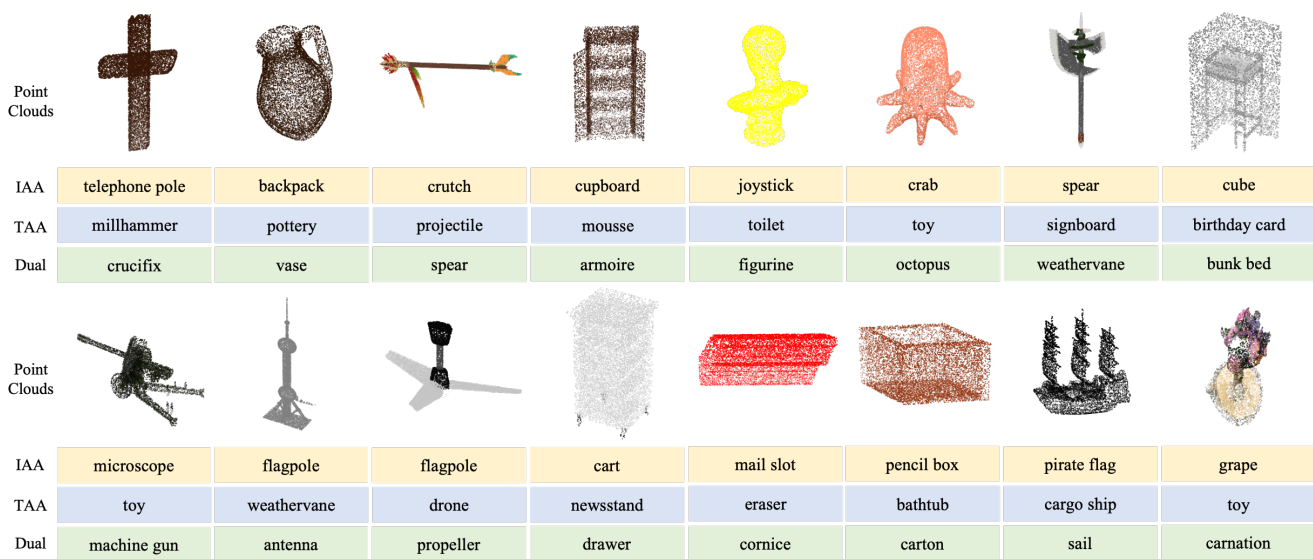 Point
Clouds
IAA telephone pole backpack crutch cupboard joystick crab spear cube
TAA millhammer pottery projectile mousse toilet toy signboard birthday card
Dual crucifix vase spear armoire figurine octopus weathervane bunk bed
Point
Clouds
IAA microscope flagpole flagpole cart mail slot pencil box pirate flag grape
TAA toy weathervane drone newsstand eraser bathtub cargo ship toy
Dual machine gun antenna propeller drawer cornice carton sail carnation